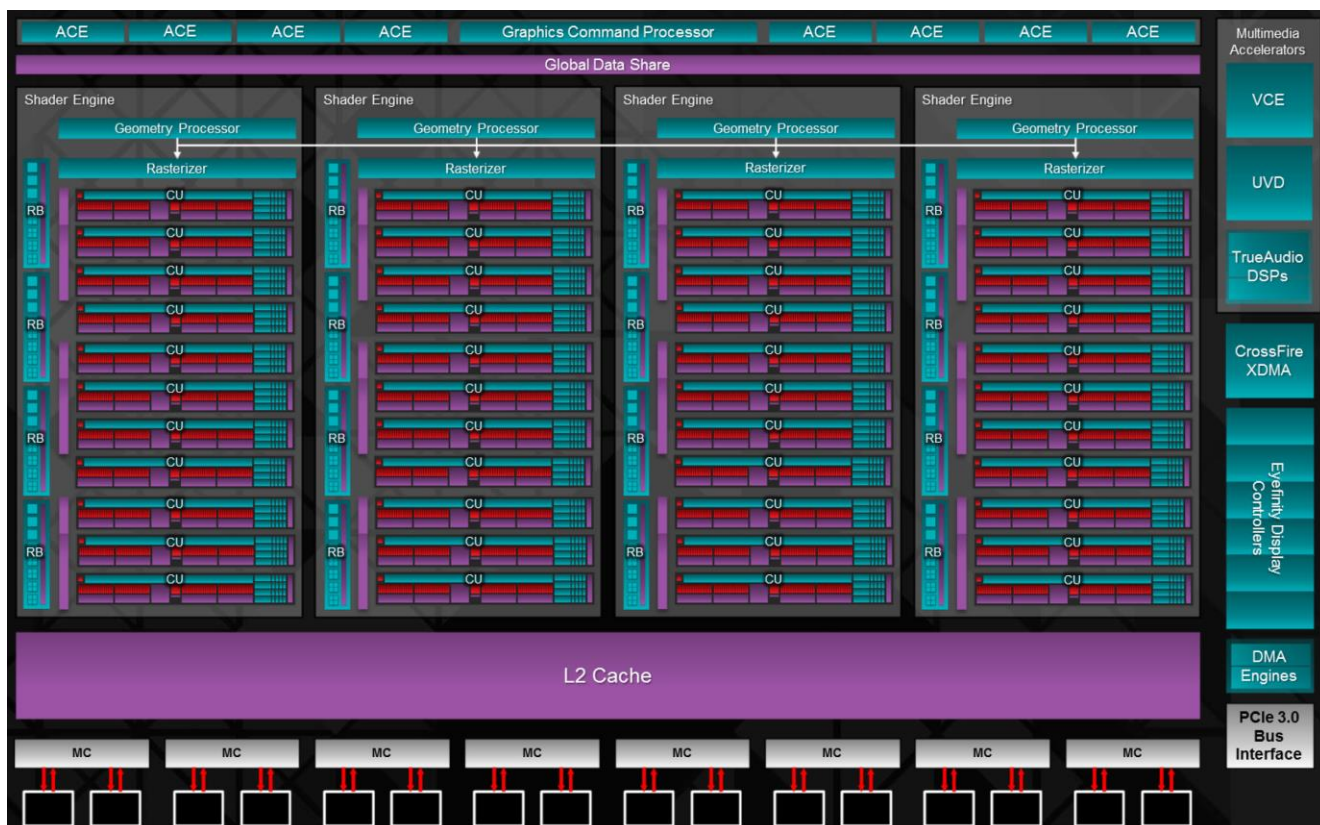 ACE ACE ACE ACE Graphics Command Processor ACE ACE ACE ACE
Global Data Share
Shader Engine
Geometry Processor
Rasterizer
RB
RB
RB
RB
CU
CU
CU
CU
CU
CU
CU
CU
CU
CU
CU
Shader Engine
Geometry Processor
Rasterizer
RB
RB
RB
RB
CU
CU
CU
CU
CU
CU
CU
CU
CU
CU
CU
Shader Engine
Geometry Processor
Rasterizer
RB
RB
RB
RB
CU
CU
CU
CU
CU
CU
CU
CU
CU
CU
CU
Shader Engine
Geometry Processor
Rasterizer
RB
RB
RB
RB
CU
CU
CU
CU
CU
CU
CU
CU
CU
CU
CU
L2 Cache
MC MC MC MC MC MC MC MC
Multimedia
Accelerators
VCE
UVD
TrueAudio
DSPs
CrossFire
XDMA
Eyefinity Display
Controllers
DMA
Engines
PCIe 3.0
Bus
Interface